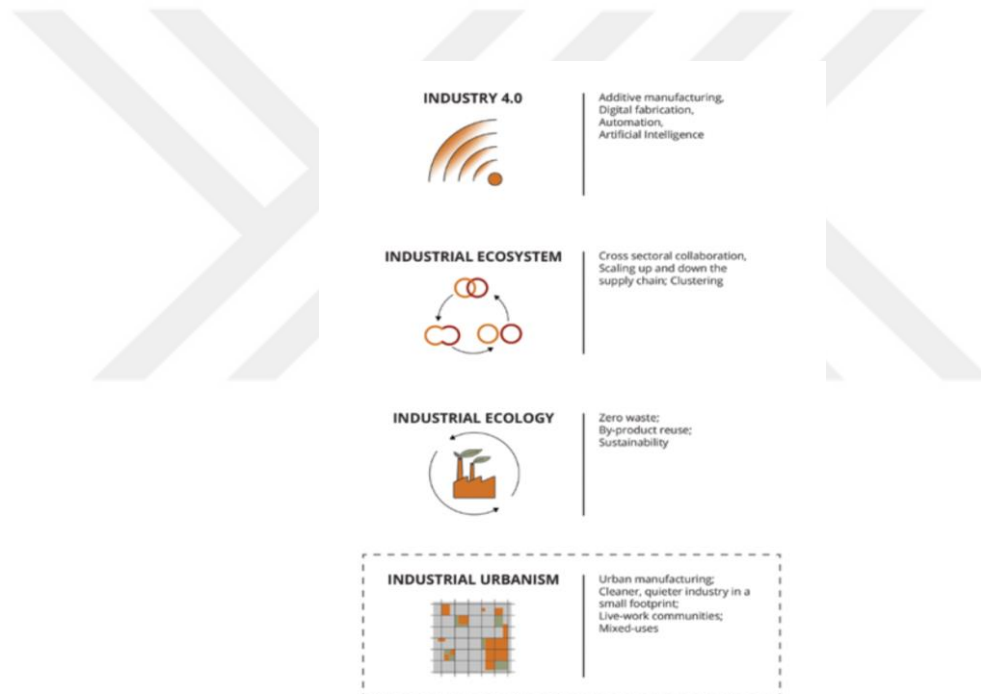 INDUSTRY 4.0
Additive manufacturing,
Digital fabrication,
Automation,
Artificial Intelligence
INDUSTRIAL ECOSYSTEM
Cross sectoral collaboration,
Scaling up and down the
supply chain; Clustering
INDUSTRIAL ECOLOGY
Zero waste;
By-product reuse;
Sustainability
INDUSTRIAL URBANISM
Urban manufacturing;
Cleaner, quieter industry in a
small footprint;
Live-work communities;
Mixed-uses